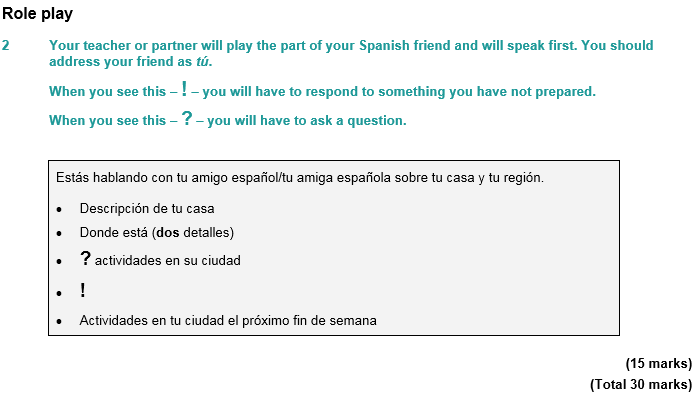 Role play
2 Your teacher or partner will play the part of your Spanish friend and will speak first. You should
address your friend as tú.
When you see this – ! – you will have to respond to something you have not prepared.
When you see this – ? – you will have to ask a question.
Estás hablando con tu amigo español/tu amiga española sobre tu casa y tu región.
• Descripción de tu casa
• Donde está (dos detalles)
• ? actividades en su ciudad
• !
• Actividades en tu ciudad el próximo fin de semana
(15 marks)
(Total 30 marks)